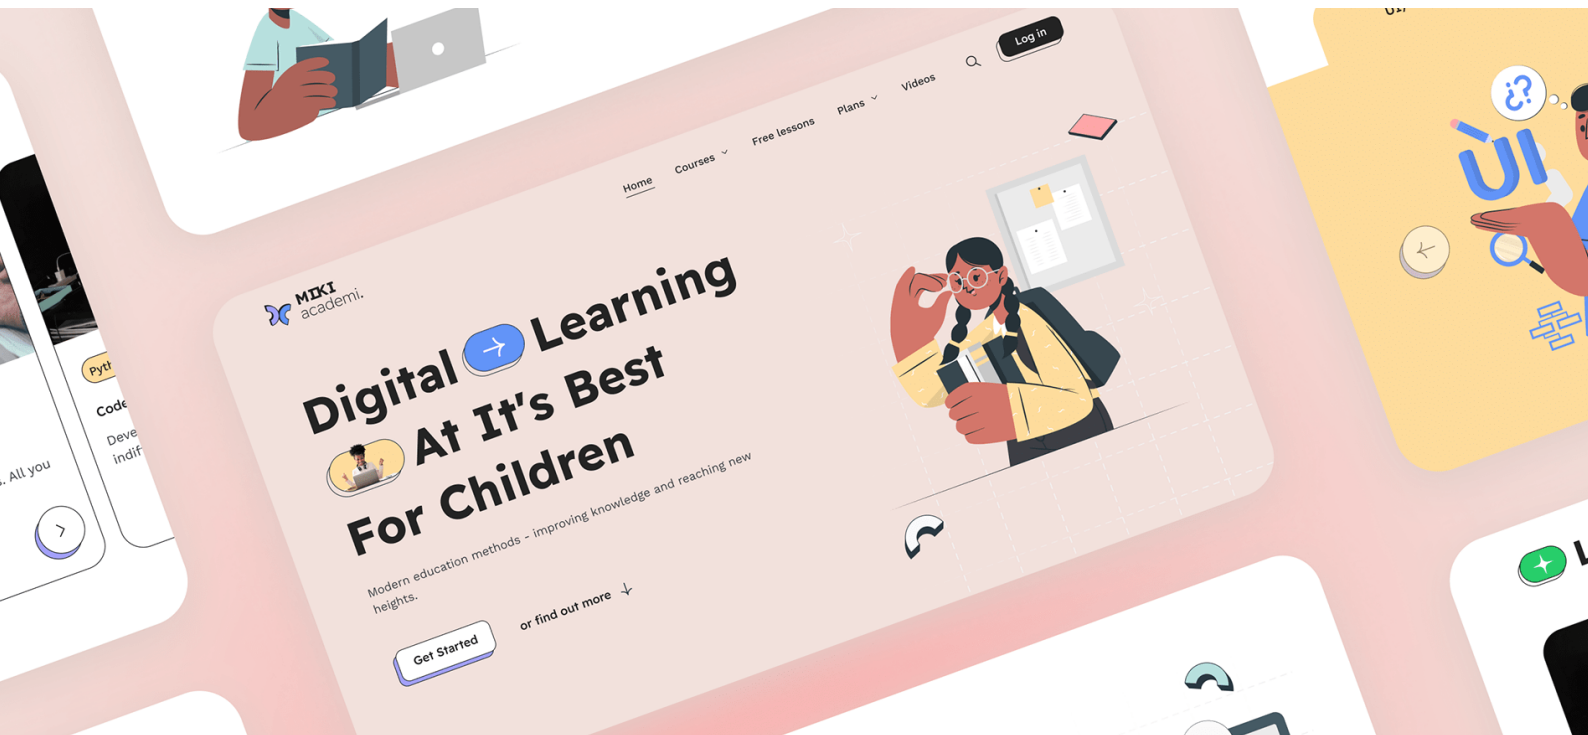 Log in
Videos
Plans
Free lessons
Courses
Home
MIKI
academi.
Digital Learning
At It's Best
For Children
Modern education methods - improving knowledge and reaching new
heights.
Get Started
or find out more
. All you
Code
UI